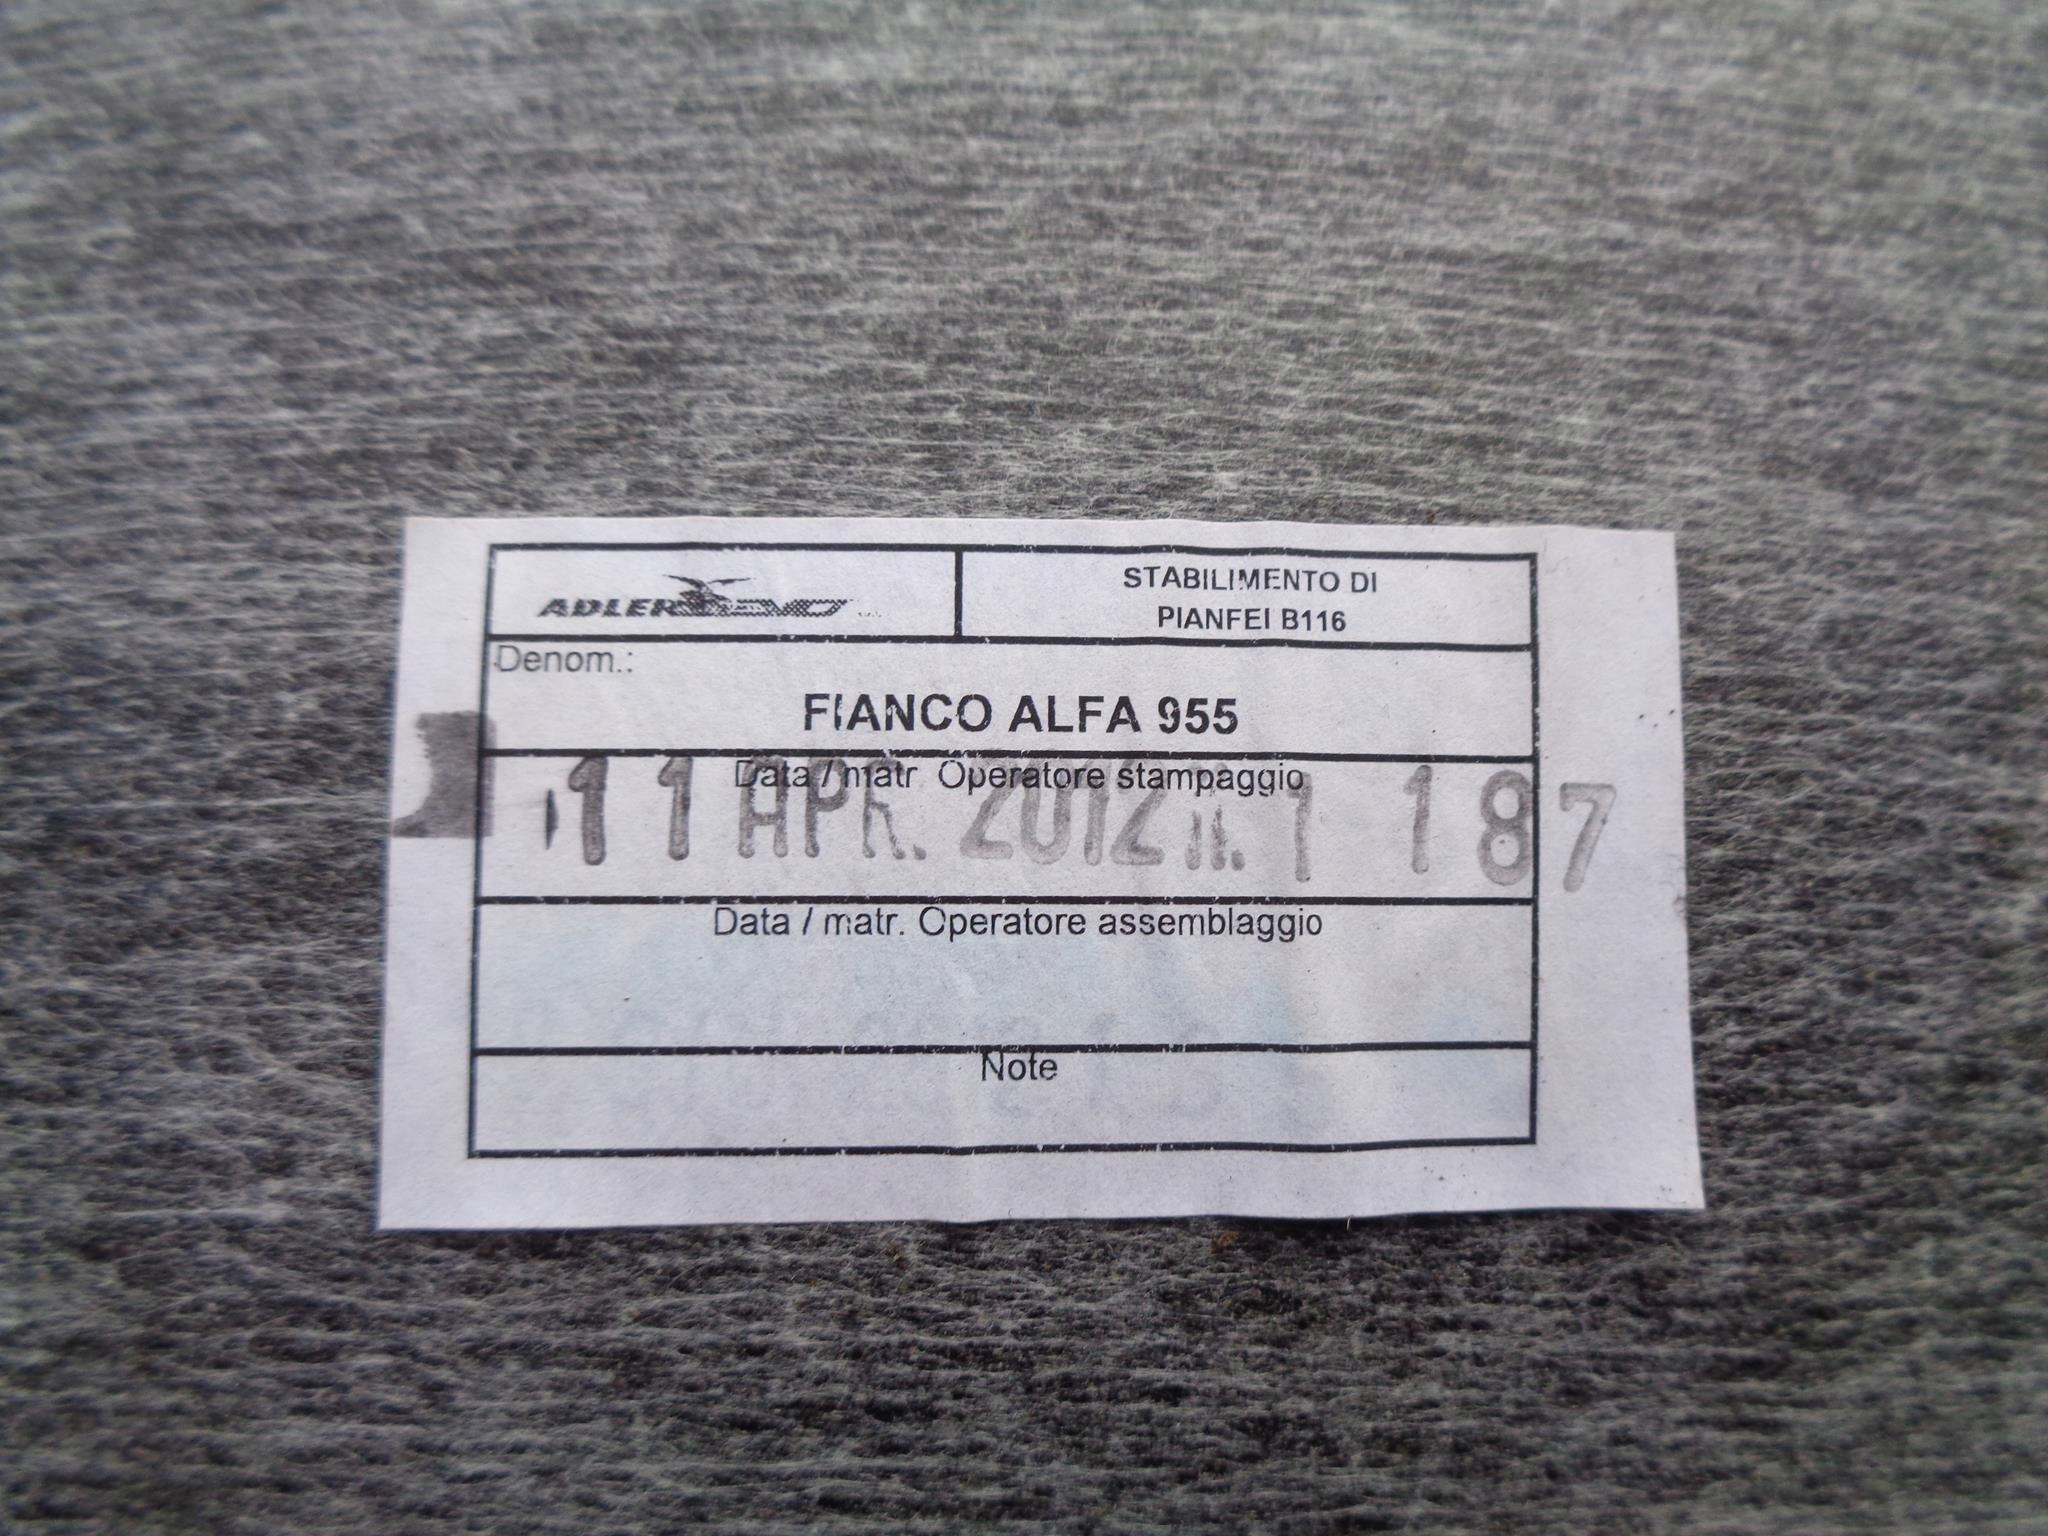 ADLER EVO
STABILIMENTO DI
PIANFEI B116
Denom.:
FIANCO ALFA 955
Data / matr. Operatore stampaggio
11 APR. 2012 1 187
Data / matr. Operatore assemblaggio
Note